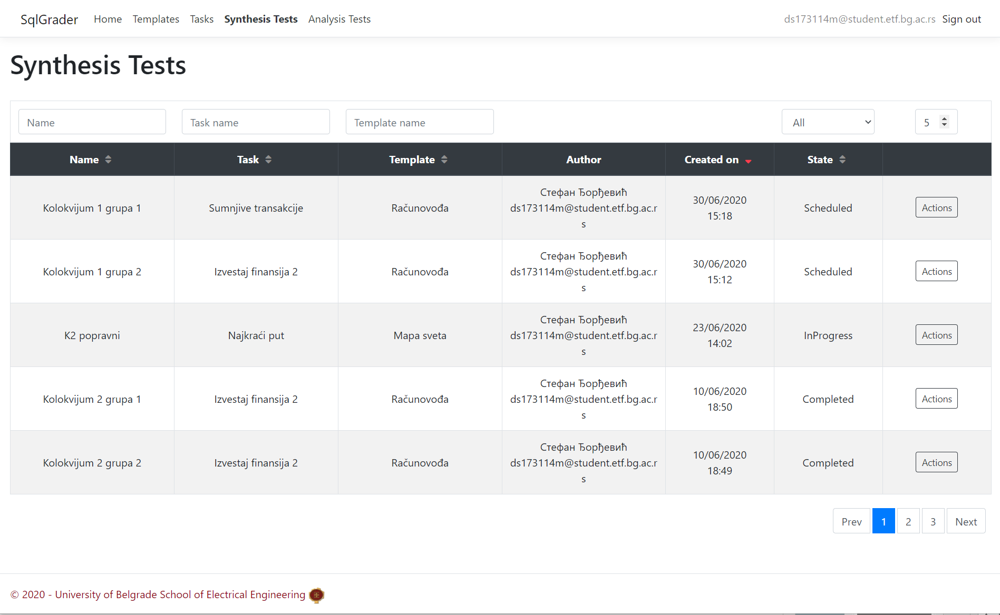 SqlGrader Home Templates Tasks Synthesis Tests Analysis Tests ds173114m@student.etf.bg.ac.rs Sign out
Synthesis Tests
Name Task name Template name All 5
Name Task Template Author Created on State
Kolokvijum 1 grupa 1
Sumnjive transakcije
Računovođa
Стефан Ђорђевић
ds173114m@student.etf.bg.ac.r
s
30/06/2020
15:18
Scheduled
Actions
Kolokvijum 1 grupa 2
Izvestaj finansija 2
Računovođa
Стефан Ђорђевић
ds173114m@student.etf.bg.ac.r
s
30/06/2020
15:12
Scheduled
Actions
K2 popravni
Najkraći put
Mapa sveta
Стефан Ђорђевић
ds173114m@student.etf.bg.ac.r
s
23/06/2020
14:02
InProgress
Actions
Kolokvijum 2 grupa 1
Izvestaj finansija 2
Računovođa
Стефан Ђорђевић
ds173114m@student.etf.bg.ac.r
s
10/06/2020
18:50
Completed
Actions
Kolokvijum 2 grupa 2
Izvestaj finansija 2
Računovođa
Стефан Ђорђевић
ds173114m@student.etf.bg.ac.r
s
10/06/2020
18:49
Completed
Actions
Prev 1 2 3 Next
© 2020 - University of Belgrade School of Electrical Engineering